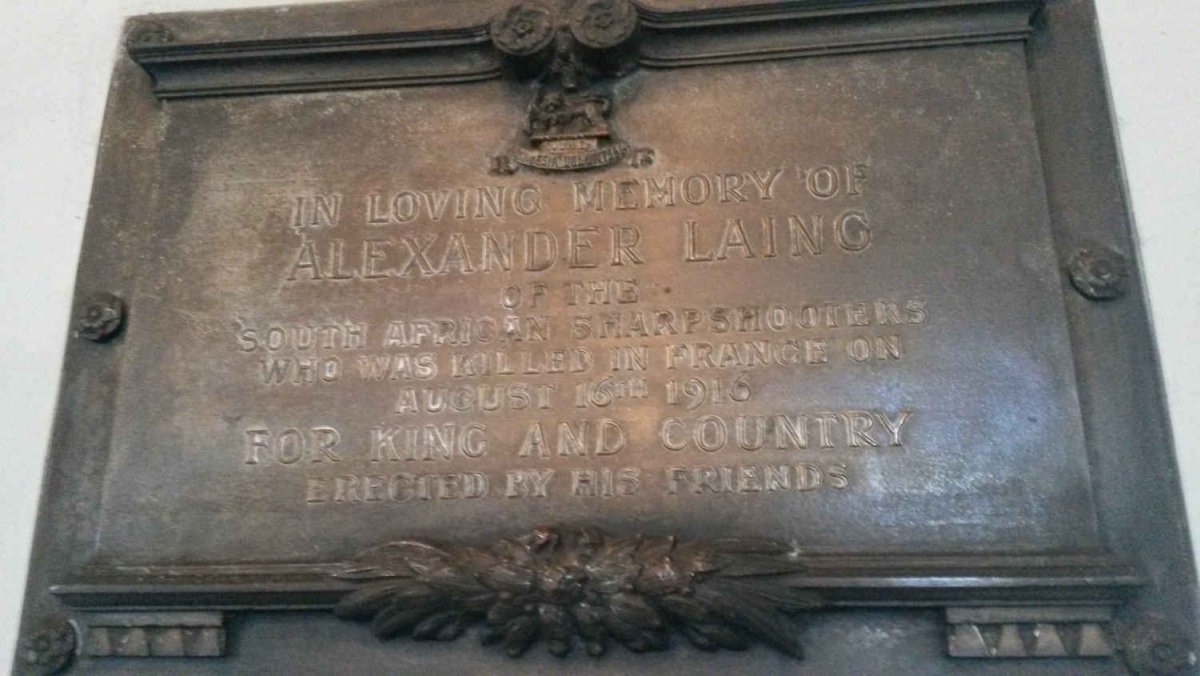 IN LOVING MEMORY OF
ALEXANDER LAING
OF THE
SOUTH AFRICAN SHARPSHOOTERS
WHO WAS KILLED IN FRANCE ON
AUGUST 16TH 1916
FOR KING AND COUNTRY
ERECTED BY HIS FRIENDS